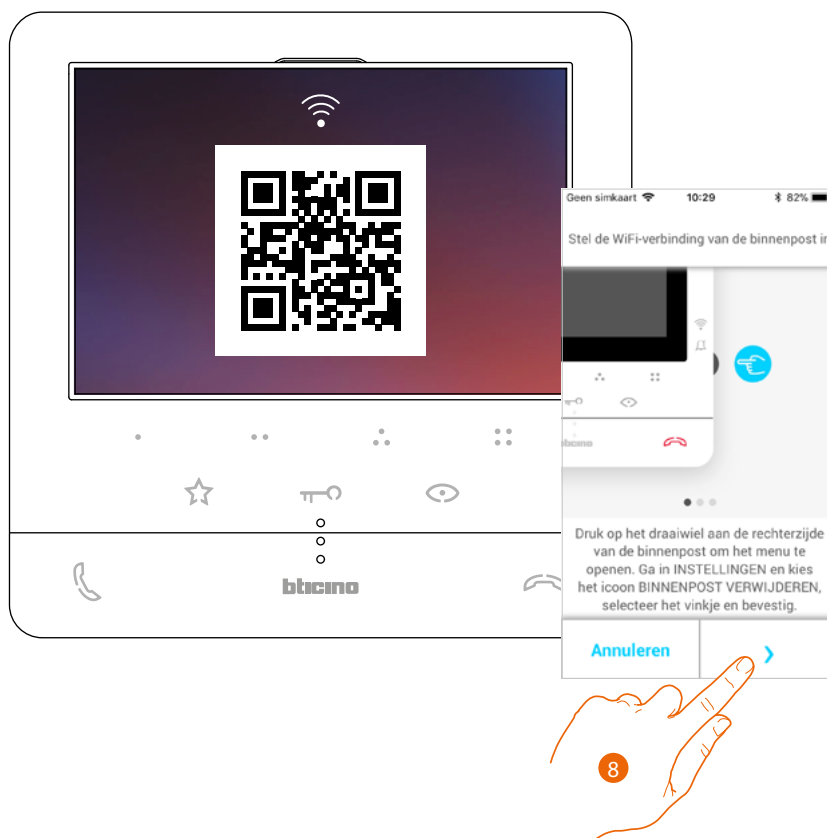 Geen simkaart 10:29 82%
Stel de WiFi-verbinding van de binnenpost in
bticino
Druk op het draaiwiel aan de rechterzijde
van de binnenpost om het menu te
openen. Ga in INSTELLINGEN en kies
het icoon BINNENPOST VERWIJDEREN,
selecteer het vinkje en bevestig.
Annuleren
8
bticino